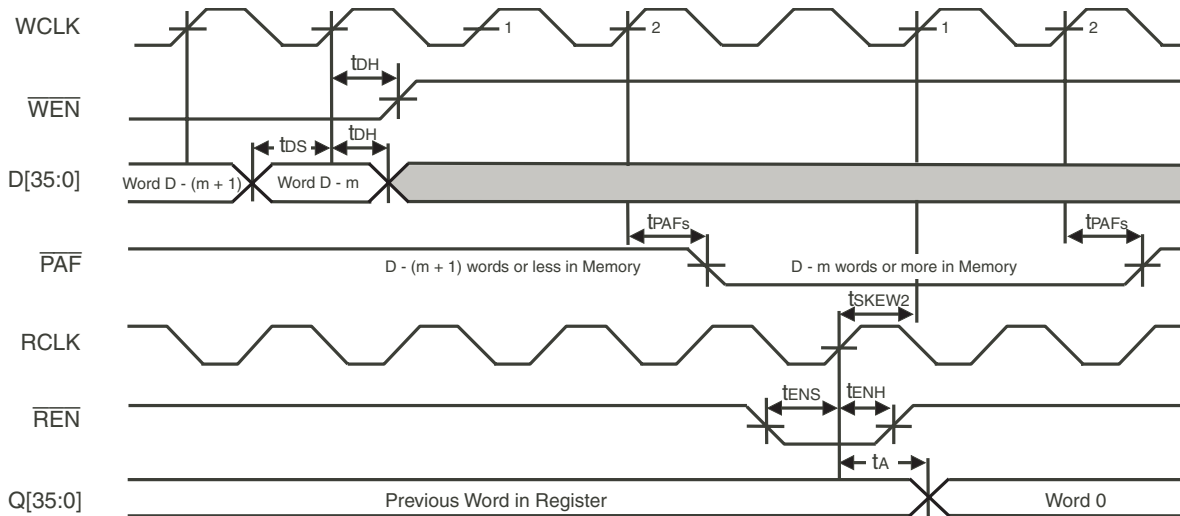 WCLK
1
2
1
2
tDH
WEN
tDS
tDH
D[35:0]
Word D - (m + 1)
Word D - m
tPAFs
tPAFs
PAF
D - (m + 1) words or less in Memory
D - m words or more in Memory
tSKEW2
RCLK
tENS
tENH
REN
tA
Q[35:0]
Previous Word in Register
Word 0